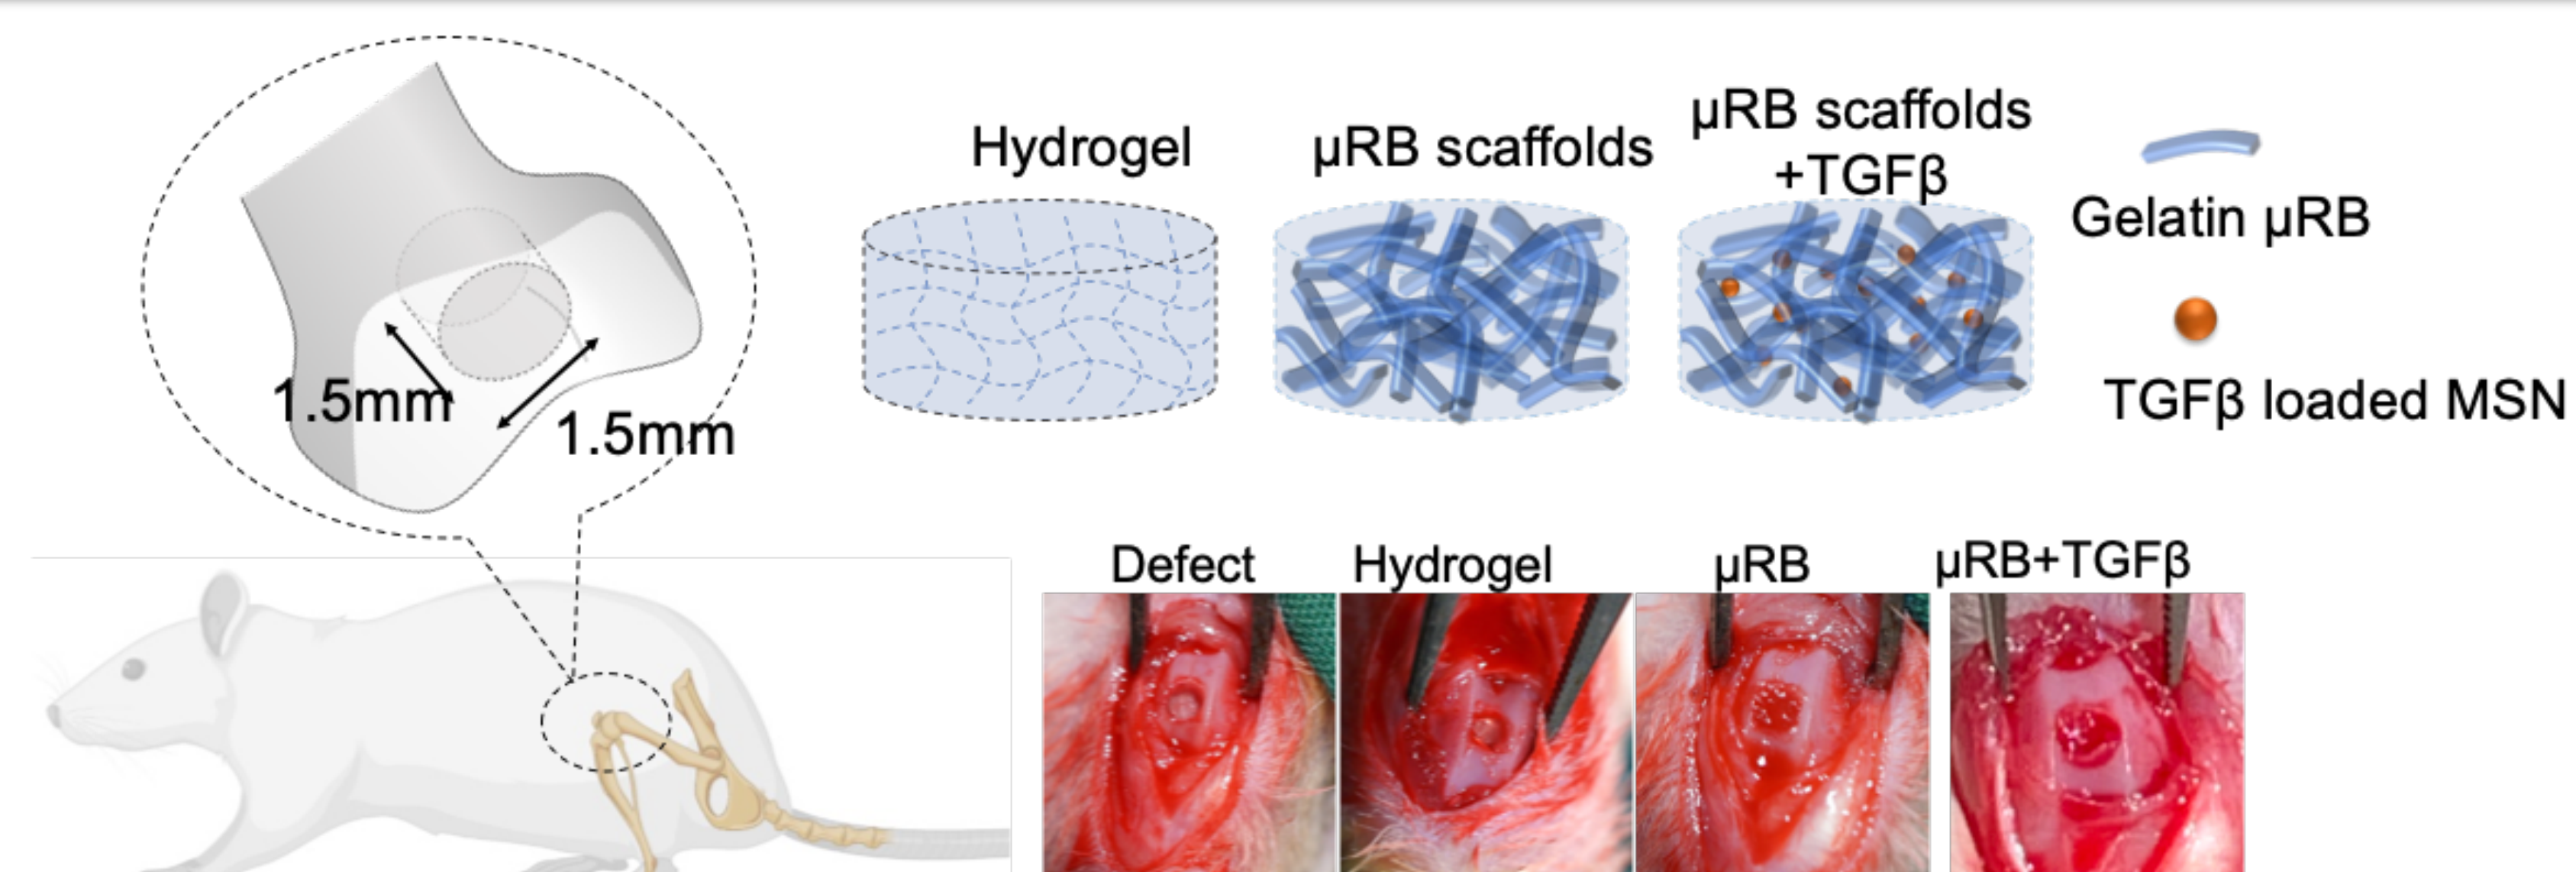 Hydrogel
µRB scaffolds
µRB scaffolds
+TGFβ
Gelatin µRB
TGFβ loaded MSN
1.5mm
1.5mm
Defect
Hydrogel
µRB
µRB+TGFβ